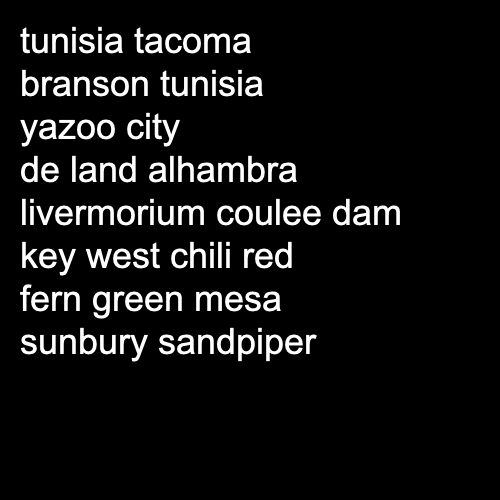 tunisia tacoma
branson tunisia
yazoo city
de land alhambra
livermorium coulee dam
key west chili red
fern green mesa
sunbury sandpiper